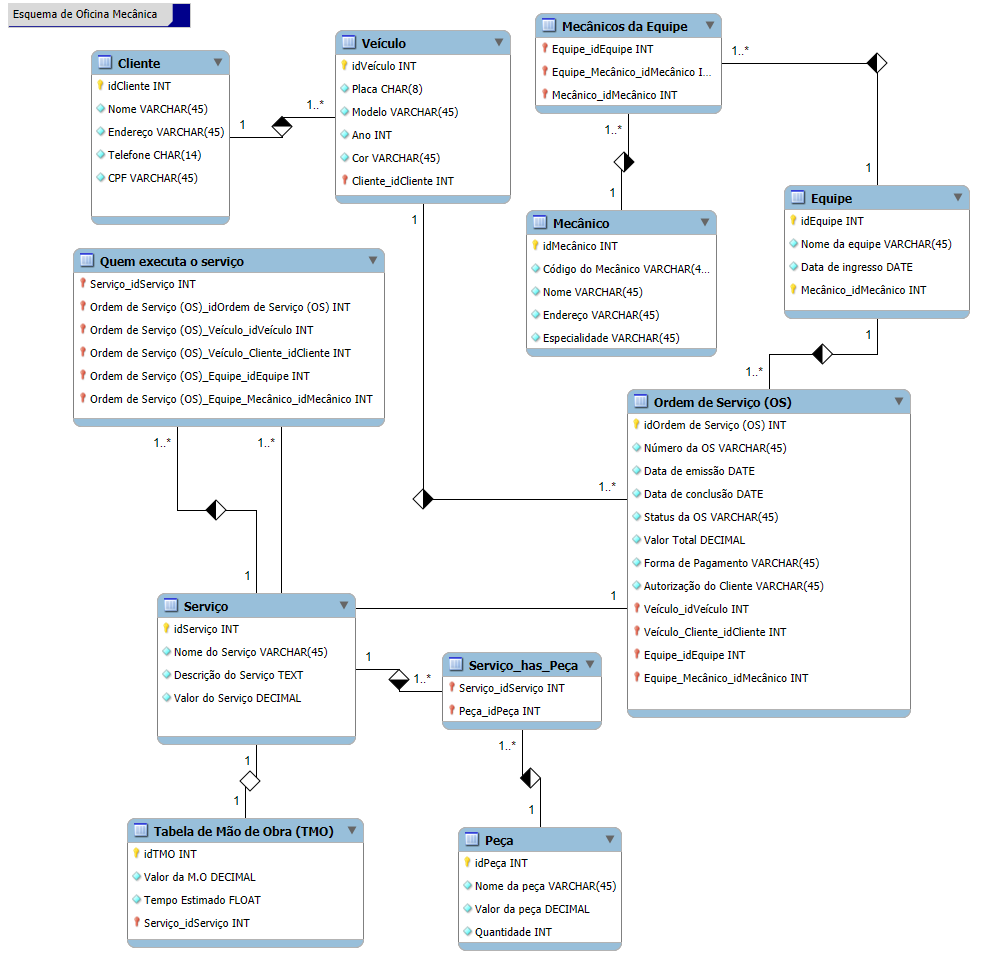 Esquema de Oficina Mecânica
Cliente
idCliente INT
Nome VARCHAR(45)
Endereço VARCHAR(45)
Telefone CHAR(14)
CPF VARCHAR(45)
1
1..*
Veículo
idVeículo INT
Placa CHAR(8)
Modelo VARCHAR(45)
Ano INT
Cor VARCHAR(45)
Cliente_idCliente INT
1
Mecânicos da Equipe
Equipe_idEquipe INT
Equipe_Mecânico_idMecânico I...
Mecânico_idMecânico INT
1..*
1..*
1
1
Mecânico
idMecânico INT
Código do Mecânico VARCHAR(4...
Nome VARCHAR(45)
Endereço VARCHAR(45)
Especialidade VARCHAR(45)
Equipe
idEquipe INT
Nome da equipe VARCHAR(45)
Data de ingresso DATE
Mecânico_idMecânico INT
1
1..*
Quem executa o serviço
Serviço_idServiço INT
Ordem de Serviço (OS)_idOrdem de Serviço (OS) INT
Ordem de Serviço (OS)_Veículo_idVeículo INT
Ordem de Serviço (OS)_Veículo_Cliente_idCliente INT
Ordem de Serviço (OS)_Equipe_idEquipe INT
Ordem de Serviço (OS)_Equipe_Mecânico_idMecânico INT
1..*
1..*
1
1..*
1
Ordem de Serviço (OS)
idOrdem de Serviço (OS) INT
Número da OS VARCHAR(45)
Data de emissão DATE
Data de conclusão DATE
Status da OS VARCHAR(45)
Valor Total DECIMAL
Forma de Pagamento VARCHAR(45)
Autorização do Cliente VARCHAR(45)
Veículo_idVeículo INT
Veículo_Cliente_idCliente INT
Equipe_idEquipe INT
Equipe_Mecânico_idMecânico INT
Serviço
idServiço INT
Nome do Serviço VARCHAR(45)
Descrição do Serviço TEXT
Valor do Serviço DECIMAL
1
1..*
Serviço_has_Peça
Serviço_idServiço INT
Peça_idPeça INT
1..*
1
1
1
Tabela de Mão de Obra (TMO)
idTMO INT
Valor da M.O DECIMAL
Tempo Estimado FLOAT
Serviço_idServiço INT
Peça
idPeça INT
Nome da peça VARCHAR(45)
Valor da peça DECIMAL
Quantidade INT